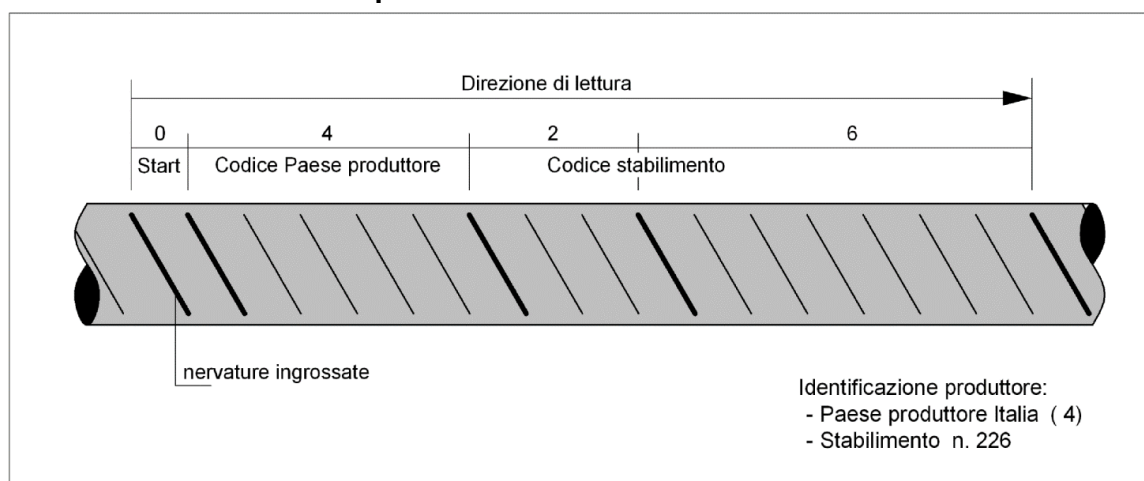 Direzione di lettura
0 4 2 6
Start Codice Paese produttore Codice stabilimento
nervature ingrossate
Identificazione produttore:
- Paese produttore Italia ( 4)
- Stabilimento n. 226